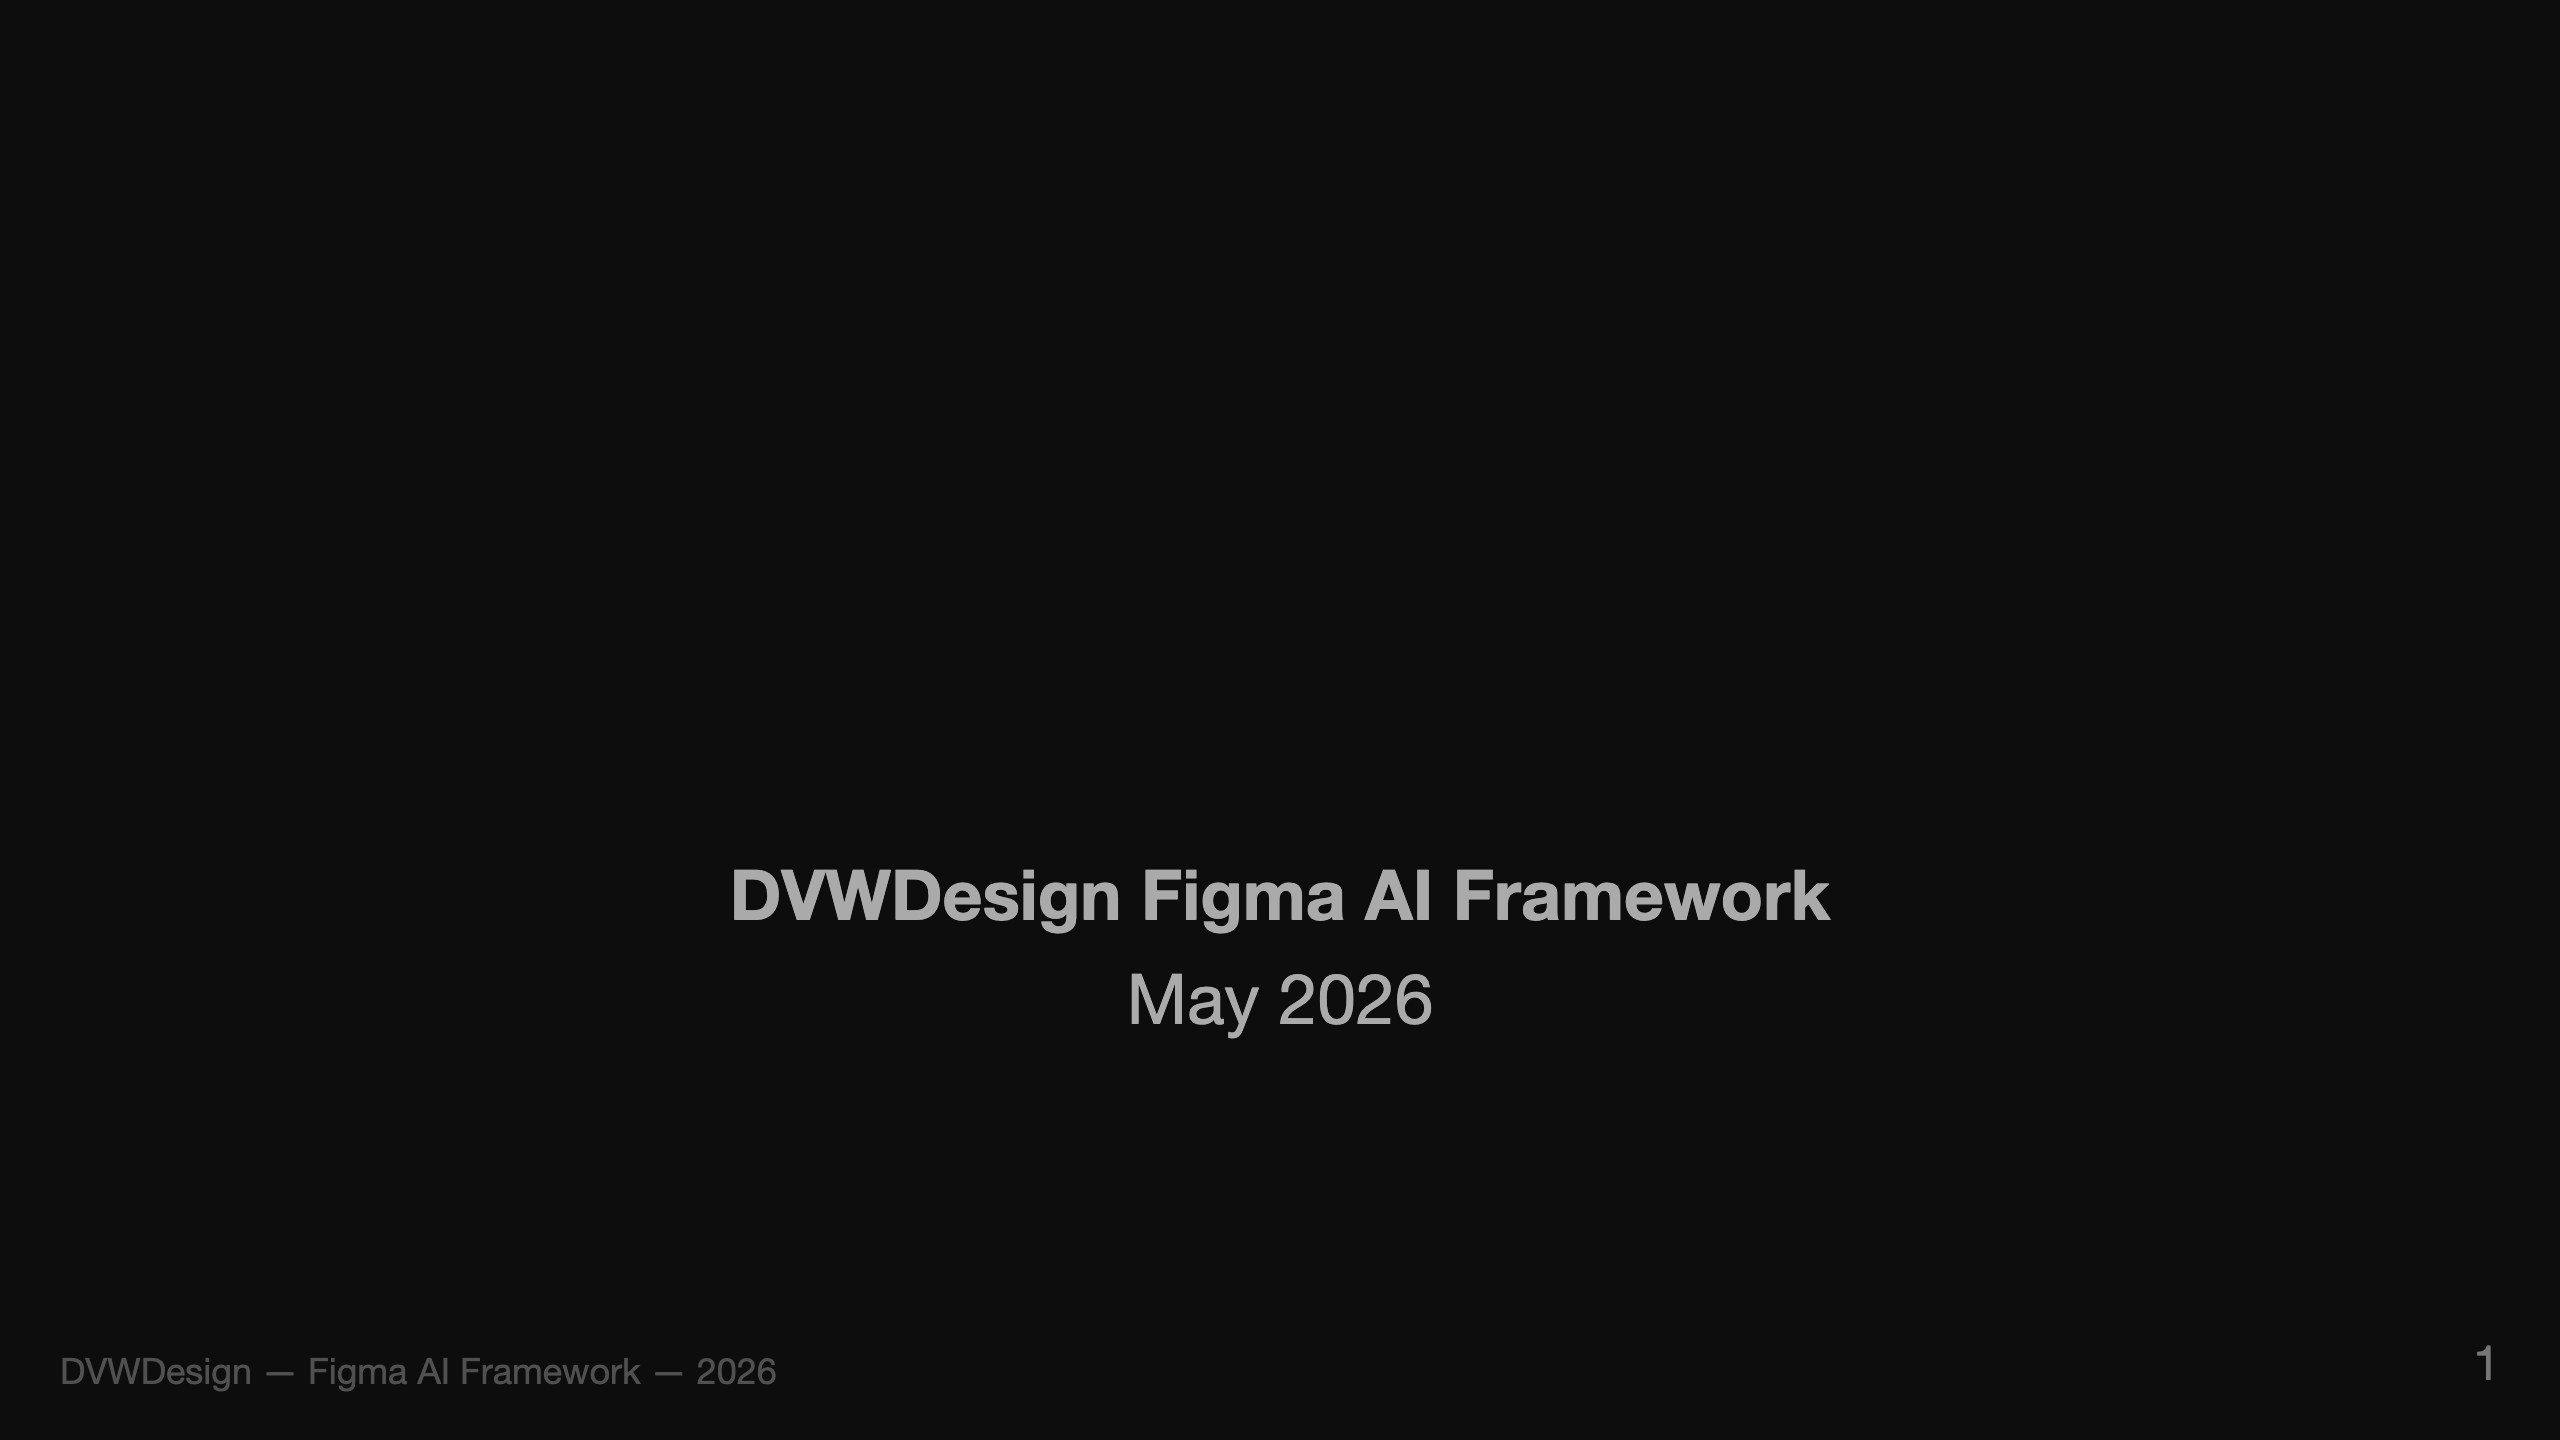 DVWDesign Figma AI Framework
May 2026
DVWDesign — Figma AI Framework — 2026
1